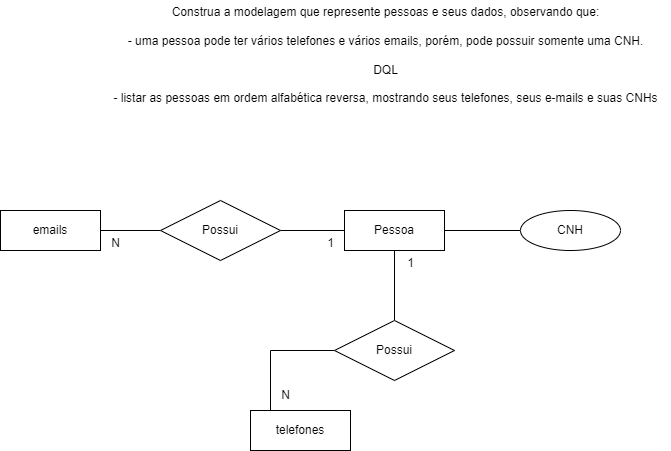 Construa a modelagem que represente pessoas e seus dados, observando que:
- uma pessoa pode ter vários telefones e vários emails, porém, pode possuir somente uma CNH.
DQL
- listar as pessoas em ordem alfabética reversa, mostrando seus telefones, seus e-mails e suas CNHs
emails
N
Possui
1
Pessoa
CNH
1
Possui
N
telefones